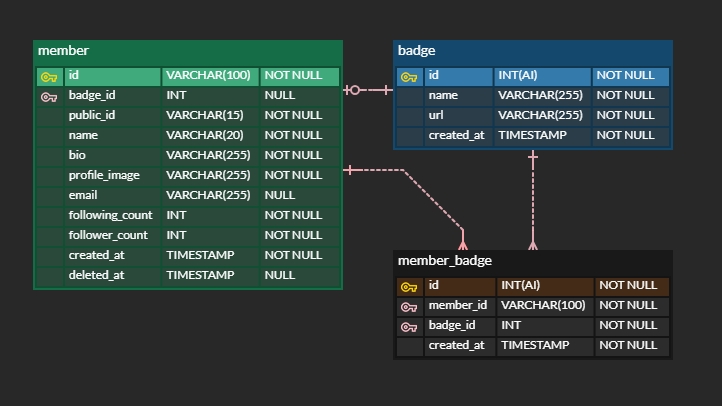 member
id VARCHAR(100) NOT NULL
badge_id INT NULL
public_id VARCHAR(15) NOT NULL
name VARCHAR(20) NOT NULL
bio VARCHAR(255) NOT NULL
profile_image VARCHAR(255) NOT NULL
email VARCHAR(255) NULL
following_count INT NOT NULL
follower_count INT NOT NULL
created_at TIMESTAMP NOT NULL
deleted_at TIMESTAMP NULL
badge
id INT(AI) NOT NULL
name VARCHAR(255) NOT NULL
url VARCHAR(255) NOT NULL
created_at TIMESTAMP NOT NULL
member_badge
id INT(AI) NOT NULL
member_id VARCHAR(100) NOT NULL
badge_id INT NOT NULL
created_at TIMESTAMP NOT NULL